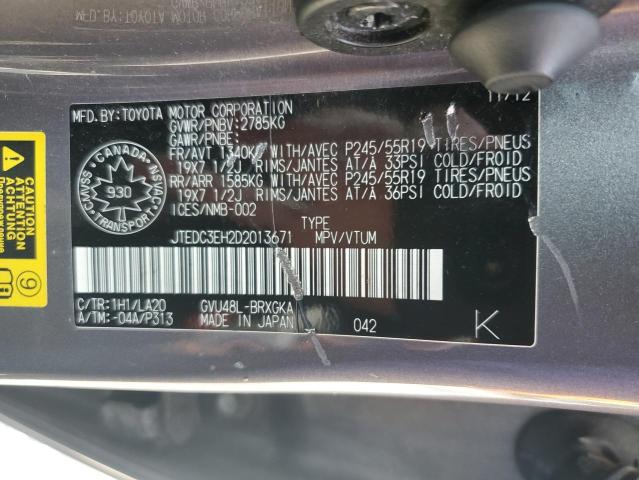 MFD.BY:TOYOTA MOTOR CORPORATION 11/12
GVWR/PNBV:2785KG
GAWR/PNBE:
FR/AVT WITH/AVEC P245/55R19 TIRES/PNEUS
19X7 1/2J RIMS/JANTES AT/A 33PSI COLD/FROID
RR/ARR 1585KG WITH/AVEC P245/55R19 TIRES/PNEUS
19X7 1/2J RIMS/JANTES AT/A 36PSI COLD/FROID
ICES/NMB-002
TYPE
JTEDC3EH2D2013671 MPV/VTUM
CANADA
930
TRANSPORT
CMVSS
NSVAC
C/TR:1H1/LA20 GVU48L-BRXGKA
A/TM:-04A/P313 MADE IN JAPAN 042 K
9